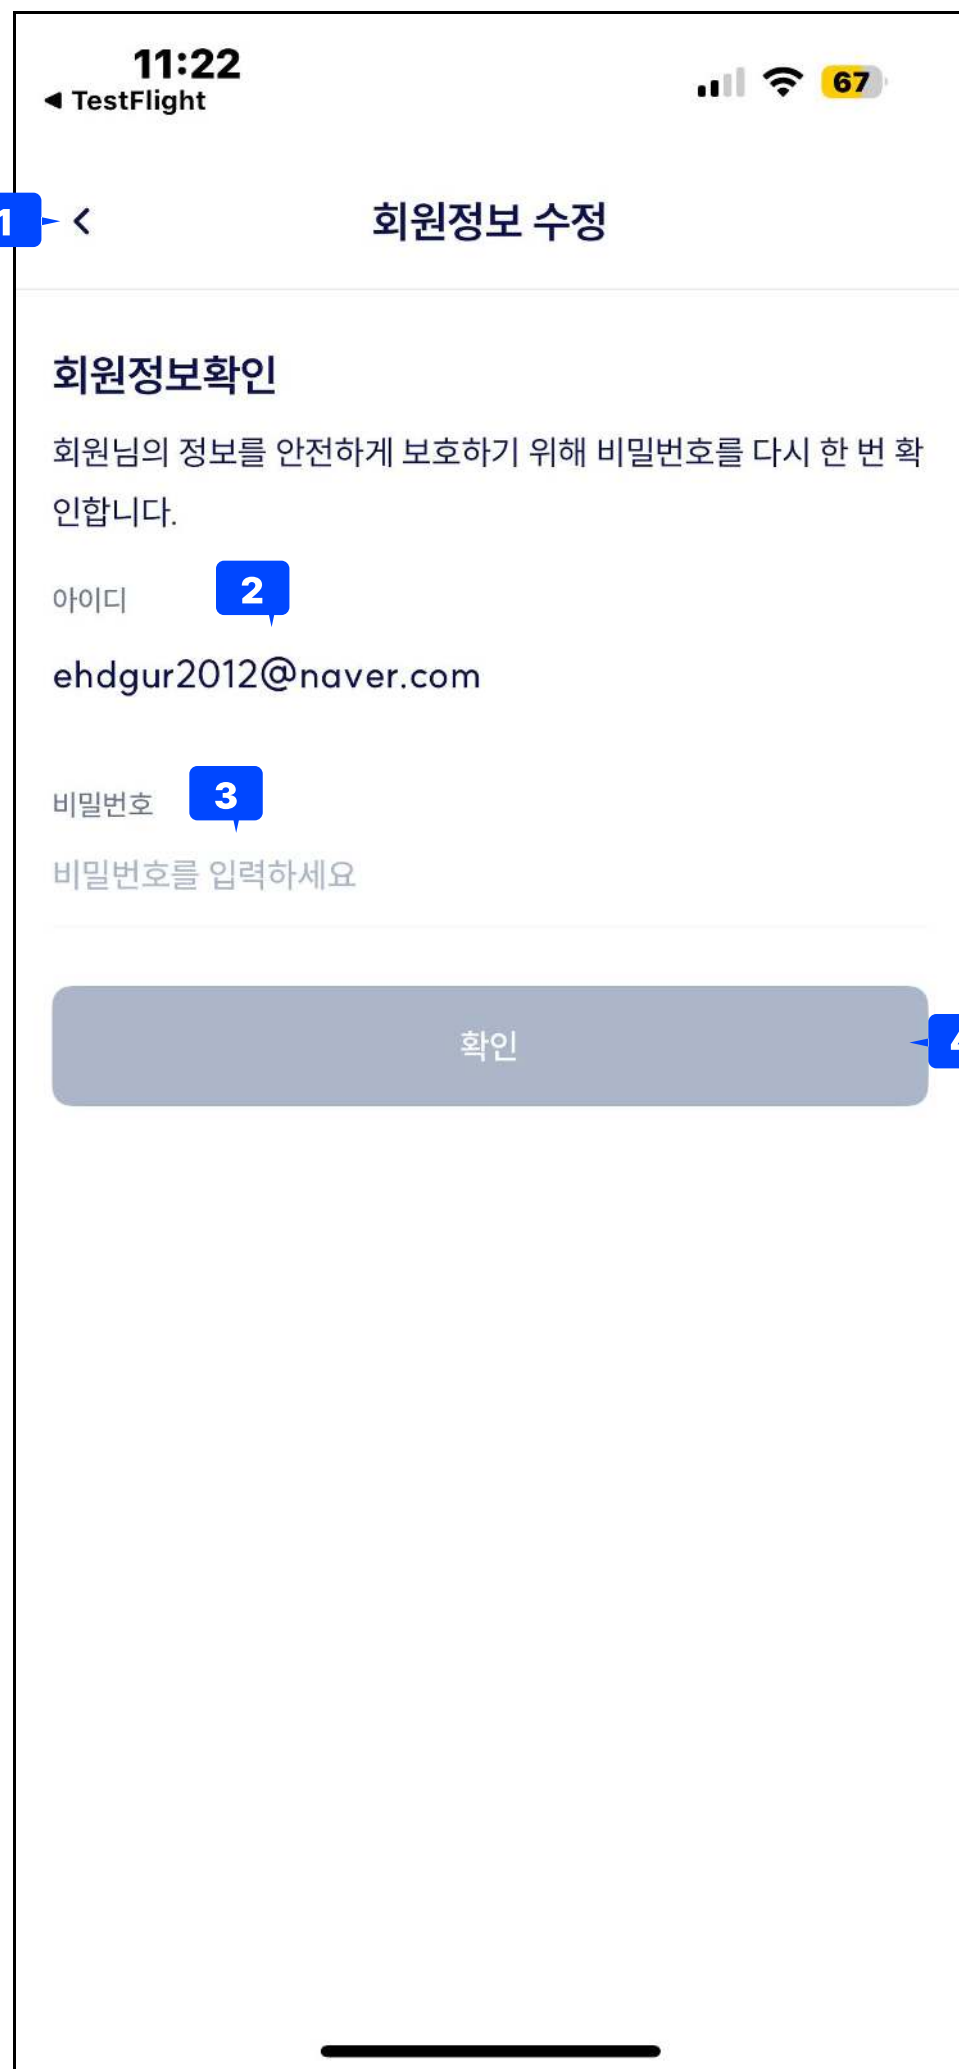 11:22
◀ TestFlight
67
1
회원정보 수정
회원정보확인
회원님의 정보를 안전하게 보호하기 위해 비밀번호를 다시 한 번 확
인합니다.
아이디
2
ehdgur2012@naver.com
비밀번호
3
비밀번호를 입력하세요
확인
4